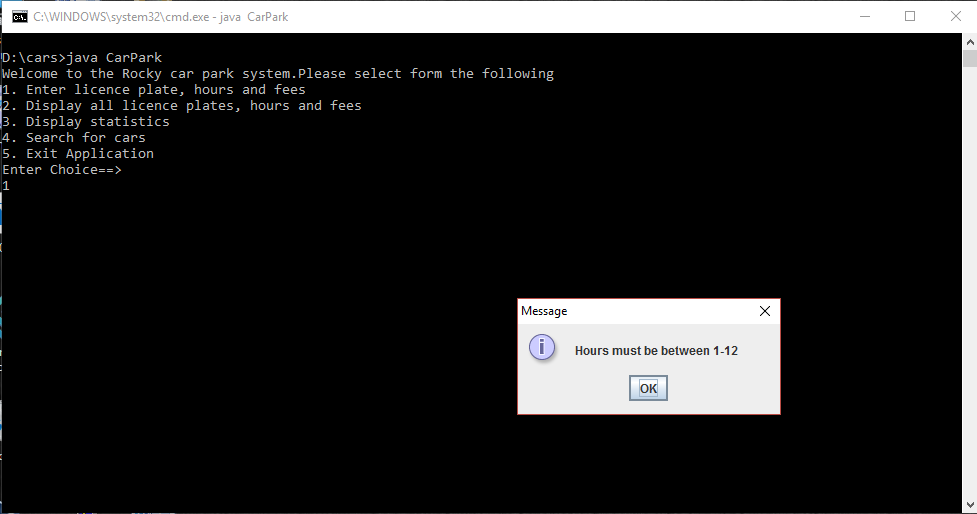 C:\WINDOWS\system32\cmd.exe - java  CarPark
D:\cars>java CarPark
Welcome to the Rocky car park system.Please select form the following
1. Enter licence plate, hours and fees
2. Display all licence plates, hours and fees
3. Display statistics
4. Search for cars
5. Exit Application
Enter Choice==>
1
Message
Hours must be between 1-12
OK